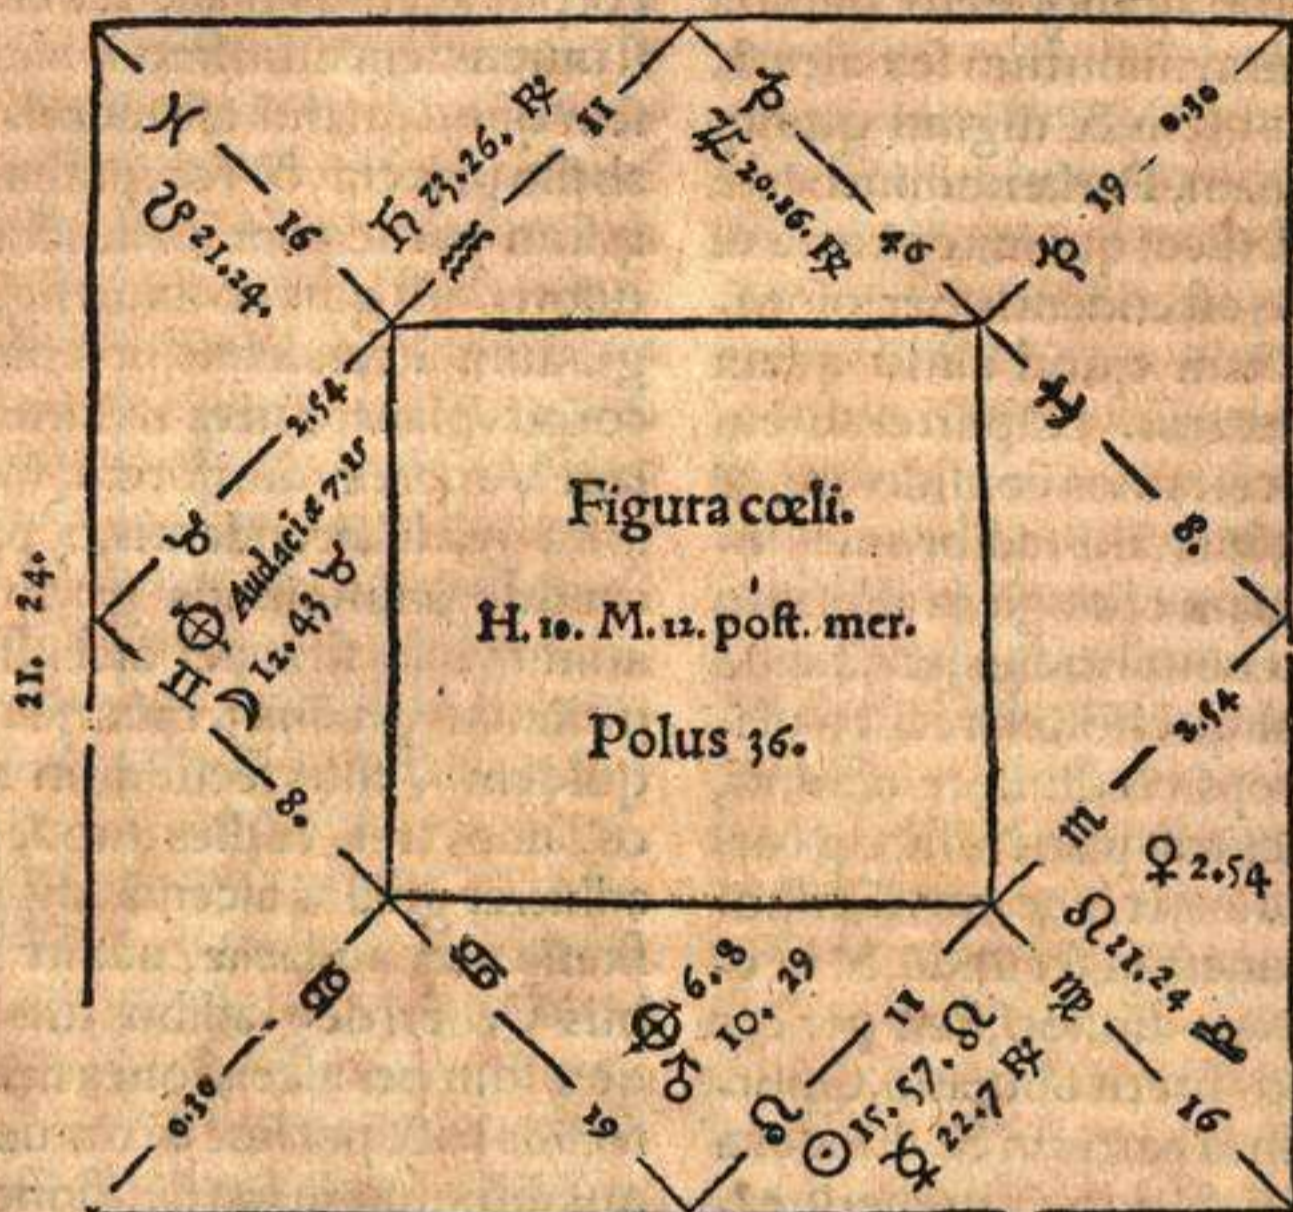 ♓ 16
☋ 21.24.
♄ 23.26. ℞
♒ 11
♑ 46
♃ 20.16. ℞
♑ 19 0.30
♐ 8.
♉ 2.54
Audaciæ 7.
☽ 12.43 ♉
♊ 8.
21. 24.
Figura cœli.
H. 10. M. 12. post. mer.
Polus 36.
♏ 2.54
♀ 2.54
☊ 21.24
♍ 16
♋ 0.30
♋ 19
⊗ 6.8
♂ 10. 29
♌ 11
☉ 15. 57. ♌
☿ 22.7 ℞